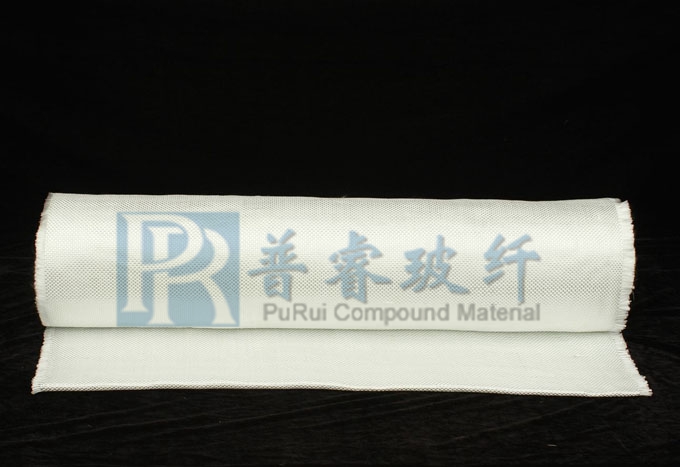 PR 普睿玻纤
PuRui Compound Material